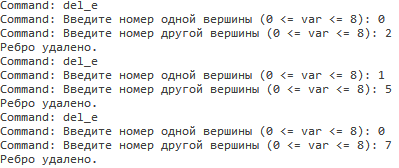 Command: del_e
Command: Введите номер одной вершины (0 <= var <= 8): 0
Command: Введите номер другой вершины (0 <= var <= 8): 2
Ребро удалено.
Command: del_e
Command: Введите номер одной вершины (0 <= var <= 8): 1
Command: Введите номер другой вершины (0 <= var <= 8): 5
Ребро удалено.
Command: del_e
Command: Введите номер одной вершины (0 <= var <= 8): 0
Command: Введите номер другой вершины (0 <= var <= 8): 7
Ребро удалено.